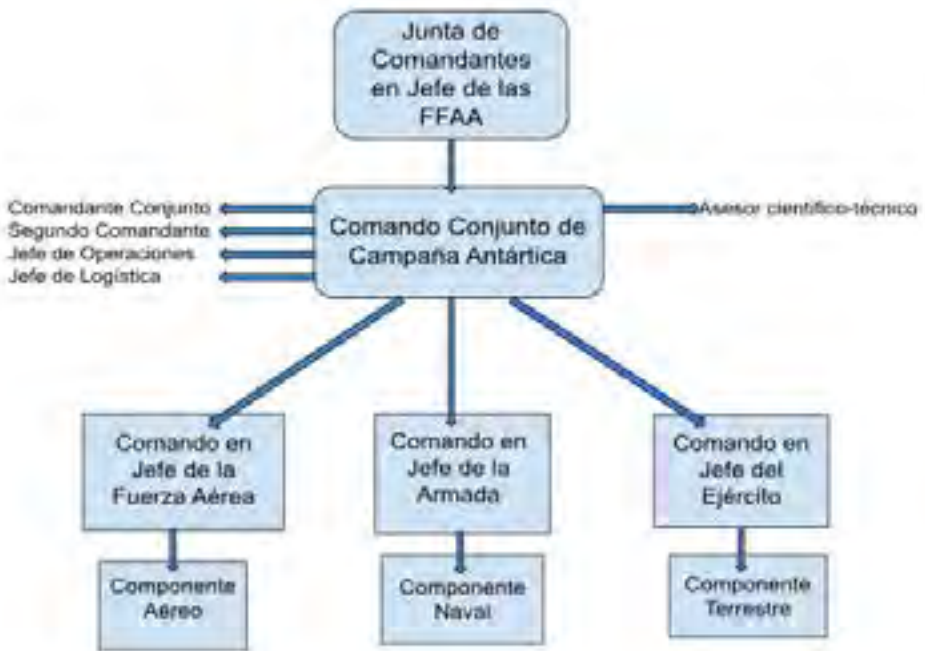 Junta de
Comandantes
en Jefe de las
FFAA
Comandante Conjunto
Segundo Comandante
Jefe de Operaciones
Jefe de Logística
Comando Conjunto de
Campaña Antártica
Asesor científico-técnico
Comando en
Jefe de la
Fuerza Aérea
Comando en
Jefe de la
Armada
Comando en
Jefe del
Ejército
Componente
Aéreo
Componente
Naval
Componente
Terrestre